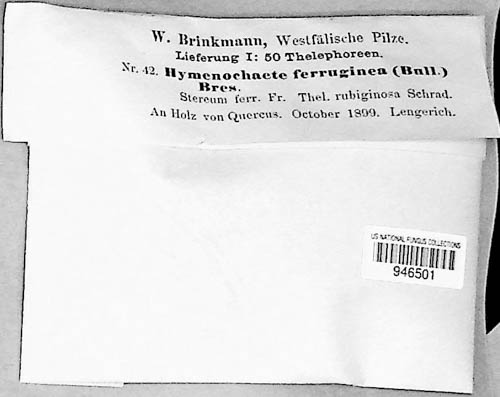 W. Brinkmann, Westfälische Pilze.
Lieferung I: 50 Thelephoreen.
Nr. 42. Hymenochaete ferruginea (Bull.)
Bres.
Stereum ferr. Fr. Thel. rubiginosa Schrad.
An Holz von Quercus. October 1899. Lengerich.
US NATIONAL FUNGUS COLLECTIONS
946501